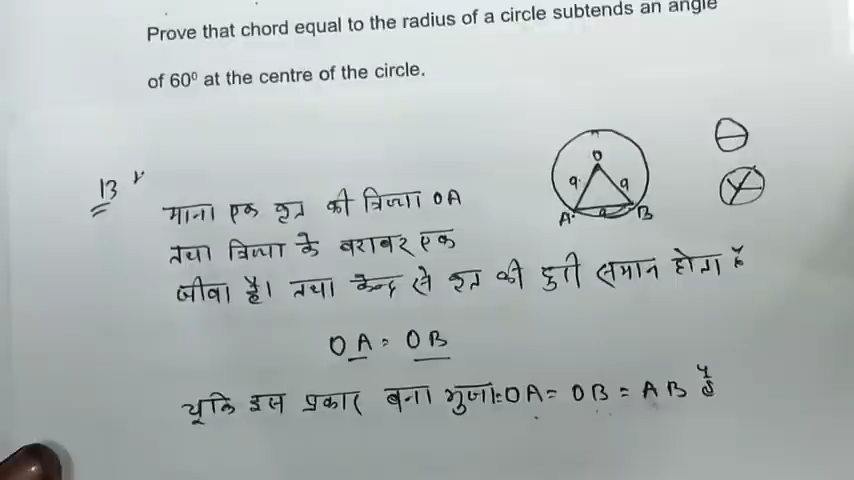 Prove that chord equal to the radius of a circle subtends an angle
of 60⁰ at the centre of the circle.
13
माना एक वृत्त की त्रिज्या OA
तथा त्रिज्या के बराबर एक
जीवा है। तथा केन्द्र से वृत्त की दुरी समान होता है
OA = OB
चूकि इस प्रकार बना भुजा OA = OB = AB है
O
a a
A a B